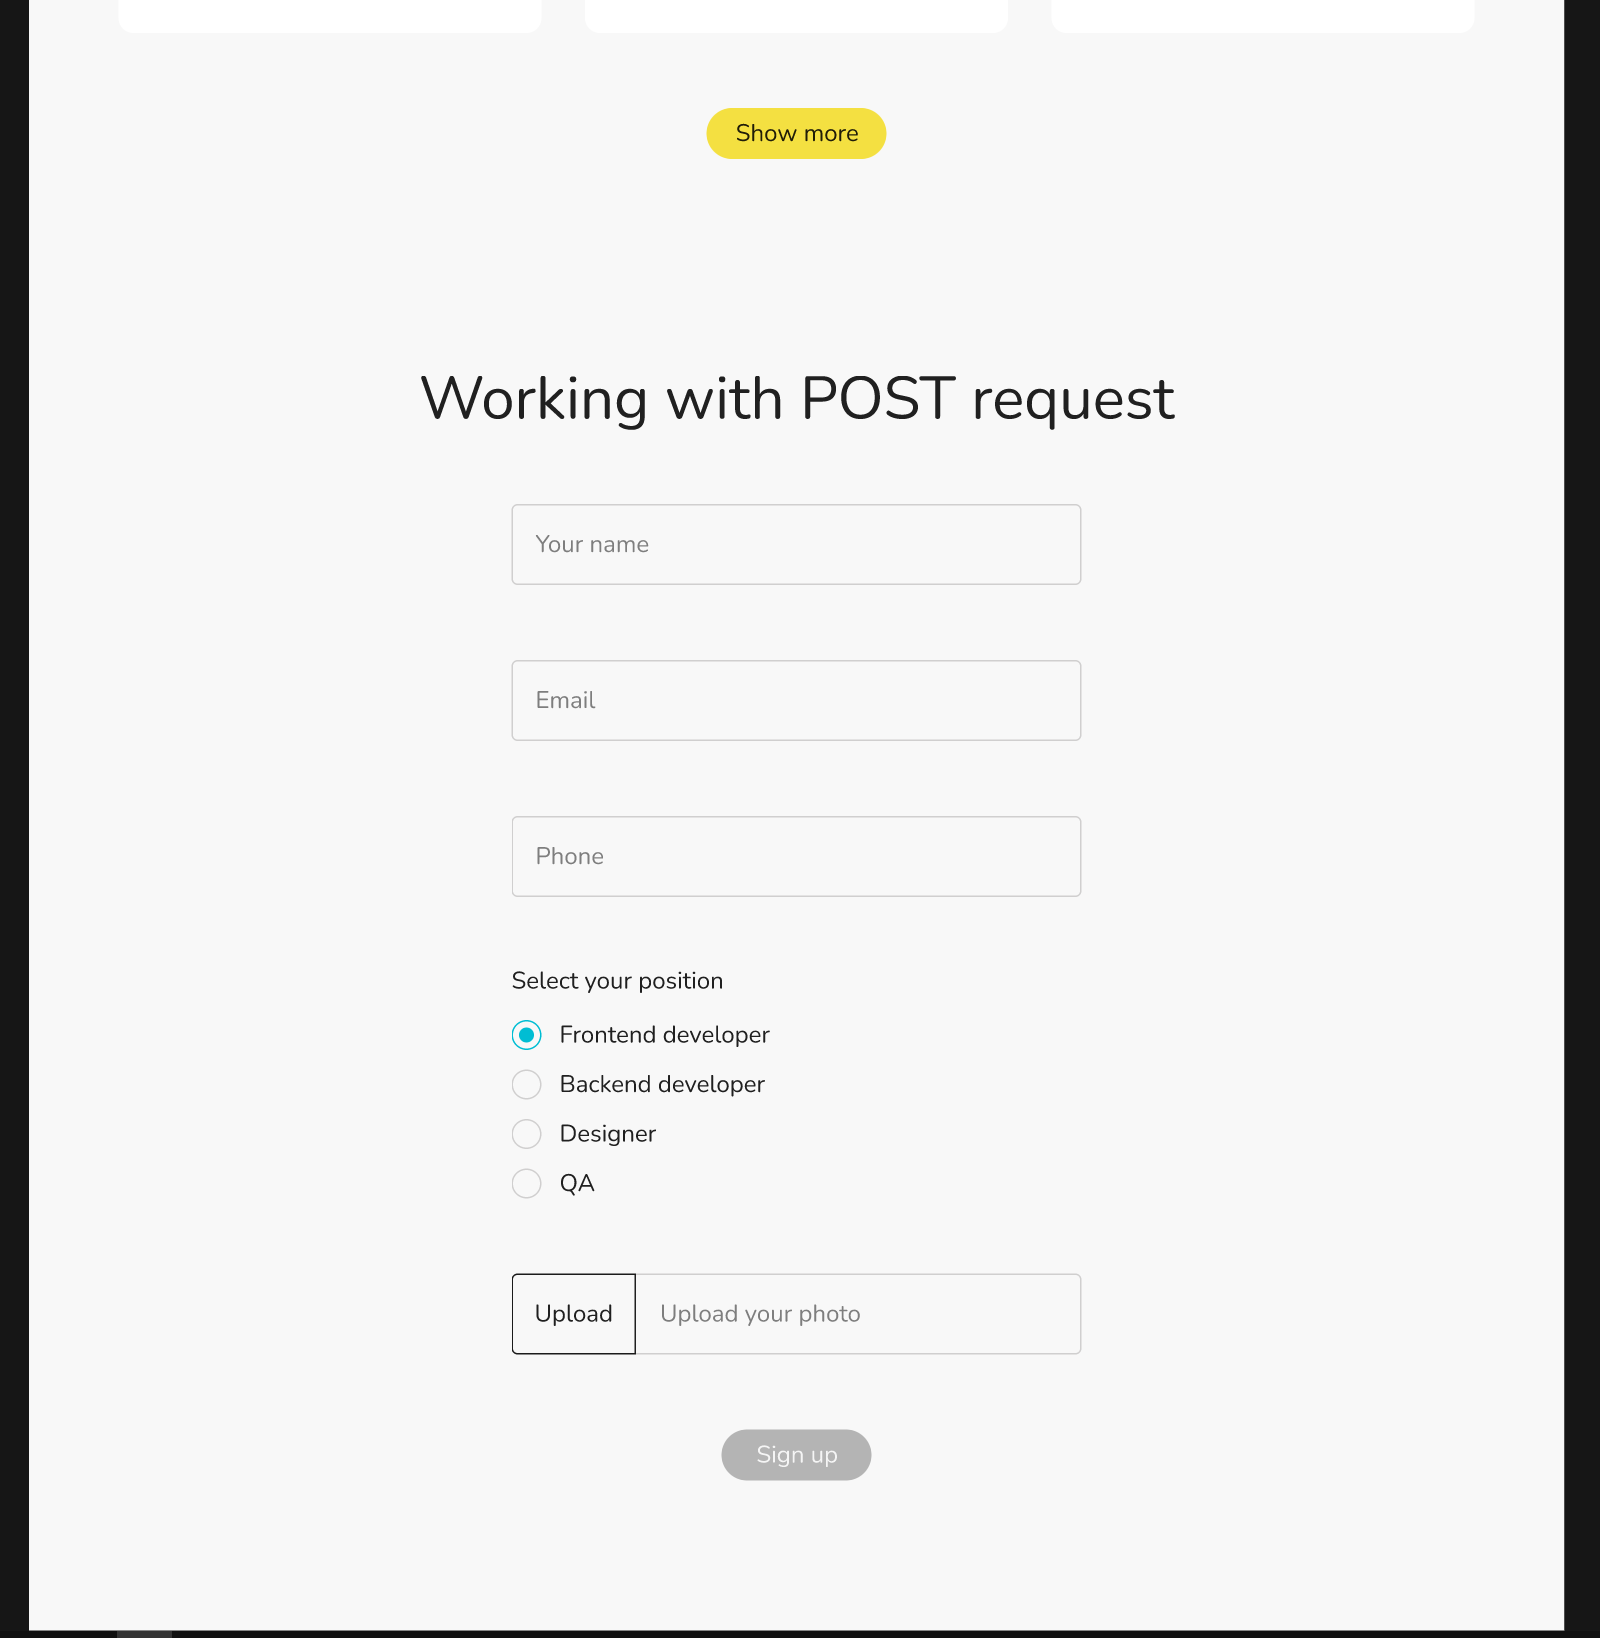 Show more
Working with POST request
Your name
Email
Phone
Select your position
Frontend developer
Backend developer
Designer
QA
Upload Upload your photo
Sign up